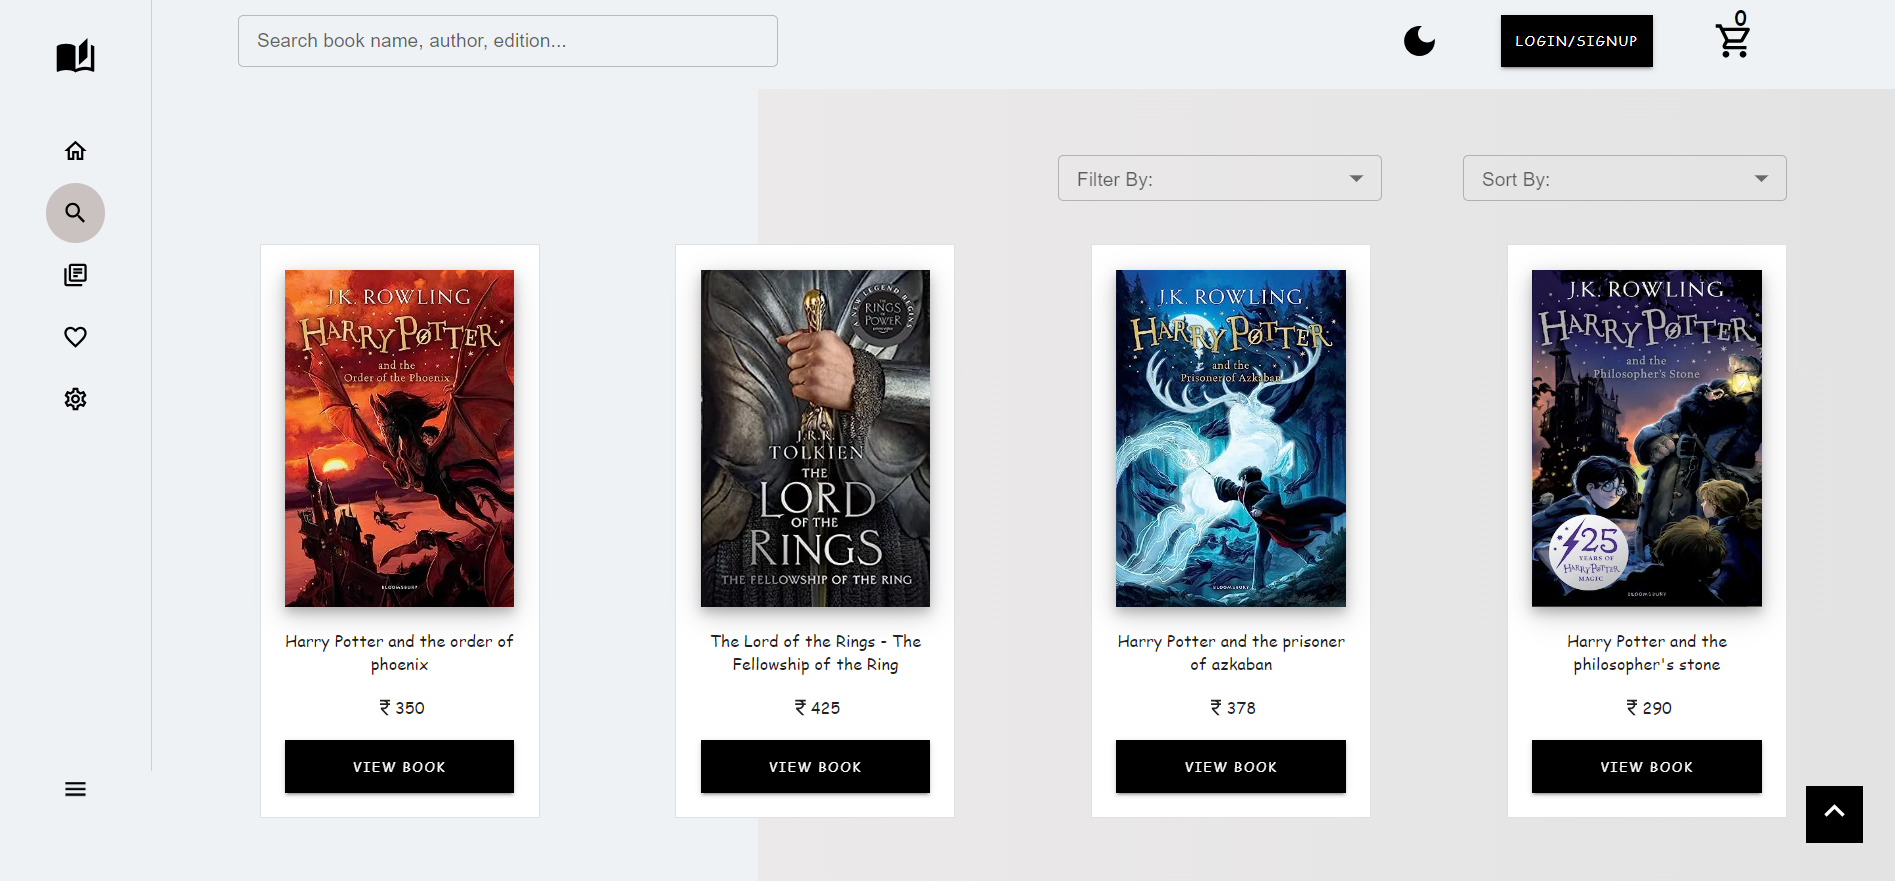 Search book name, author, edition...
LOGIN/SIGNUP
0
Filter By:
Sort By:
J.K. ROWLING
HARRY POTTER
and the
Order of the Phoenix
BLOOMSBURY
Harry Potter and the order of
phoenix
₹ 350
VIEW BOOK
A NEW LEGEND BEGINS
THE
RINGS
OF
POWER
J.R.R.
TOLKIEN
THE
LORD
OF THE
RINGS
THE FELLOWSHIP OF THE RING
The Lord of the Rings - The
Fellowship of the Ring
₹ 425
VIEW BOOK
J.K. ROWLING
HARRY POTTER
and the
Prisoner of Azkaban
BLOOMSBURY
Harry Potter and the prisoner
of azkaban
₹ 378
VIEW BOOK
J.K. ROWLING
HARRY POTTER
and the
Philosopher's Stone
25
YEARS OF
HARRY POTTER
MAGIC
BLOOMSBURY
Harry Potter and the
philosopher's stone
₹ 290
VIEW BOOK